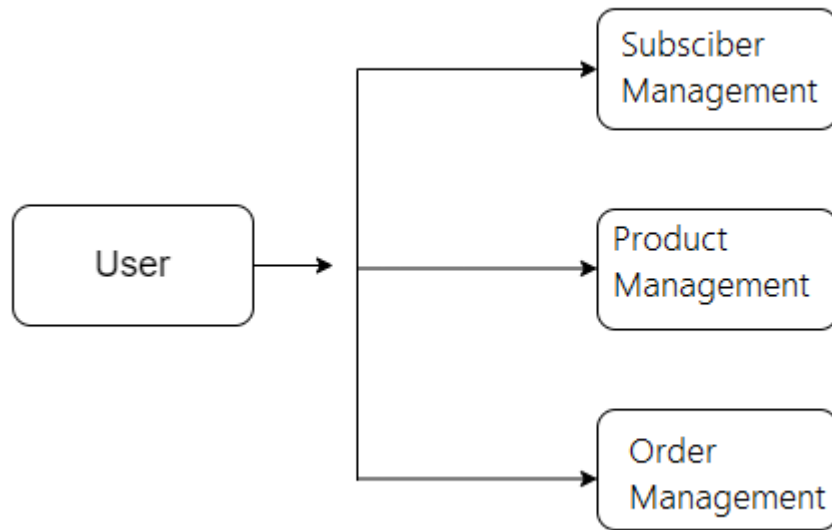 User
Subsciber
Management
Product
Management
Order
Management